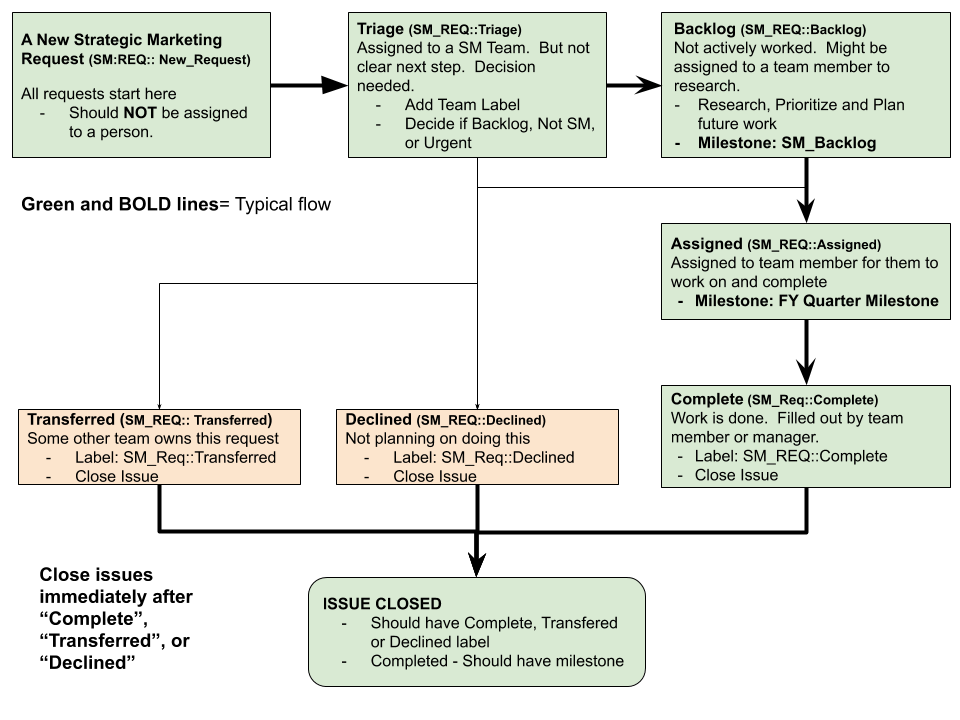 A New Strategic Marketing
Request (SM:REQ:: New_Request)
All requests start here
- Should NOT be assigned
to a person.
Triage (SM_REQ::Triage)
Assigned to a SM Team. But not
clear next step. Decision
needed.
- Add Team Label
- Decide if Backlog, Not SM,
or Urgent
Backlog (SM_REQ::Backlog)
Not actively worked. Might be
assigned to a team member to
research.
- Research, Prioritize and Plan
future work
- Milestone: SM_Backlog
Green and BOLD lines= Typical flow
Assigned (SM_REQ::Assigned)
Assigned to team member for them to
work on and complete
- Milestone: FY Quarter Milestone
Transferred (SM_REQ:: Transferred)
Some other team owns this request
- Label: SM_Req::Transferred
- Close Issue
Declined (SM_REQ::Declined)
Not planning on doing this
- Label: SM_Req::Declined
- Close Issue
Complete (SM_Req::Complete)
Work is done. Filled out by team
member or manager.
- Label: SM_REQ::Complete
- Close Issue
Close issues
immediately after
“Complete”,
“Transferred”, or
“Declined”
ISSUE CLOSED
- Should have Complete, Transfered
or Declined label
- Completed - Should have milestone